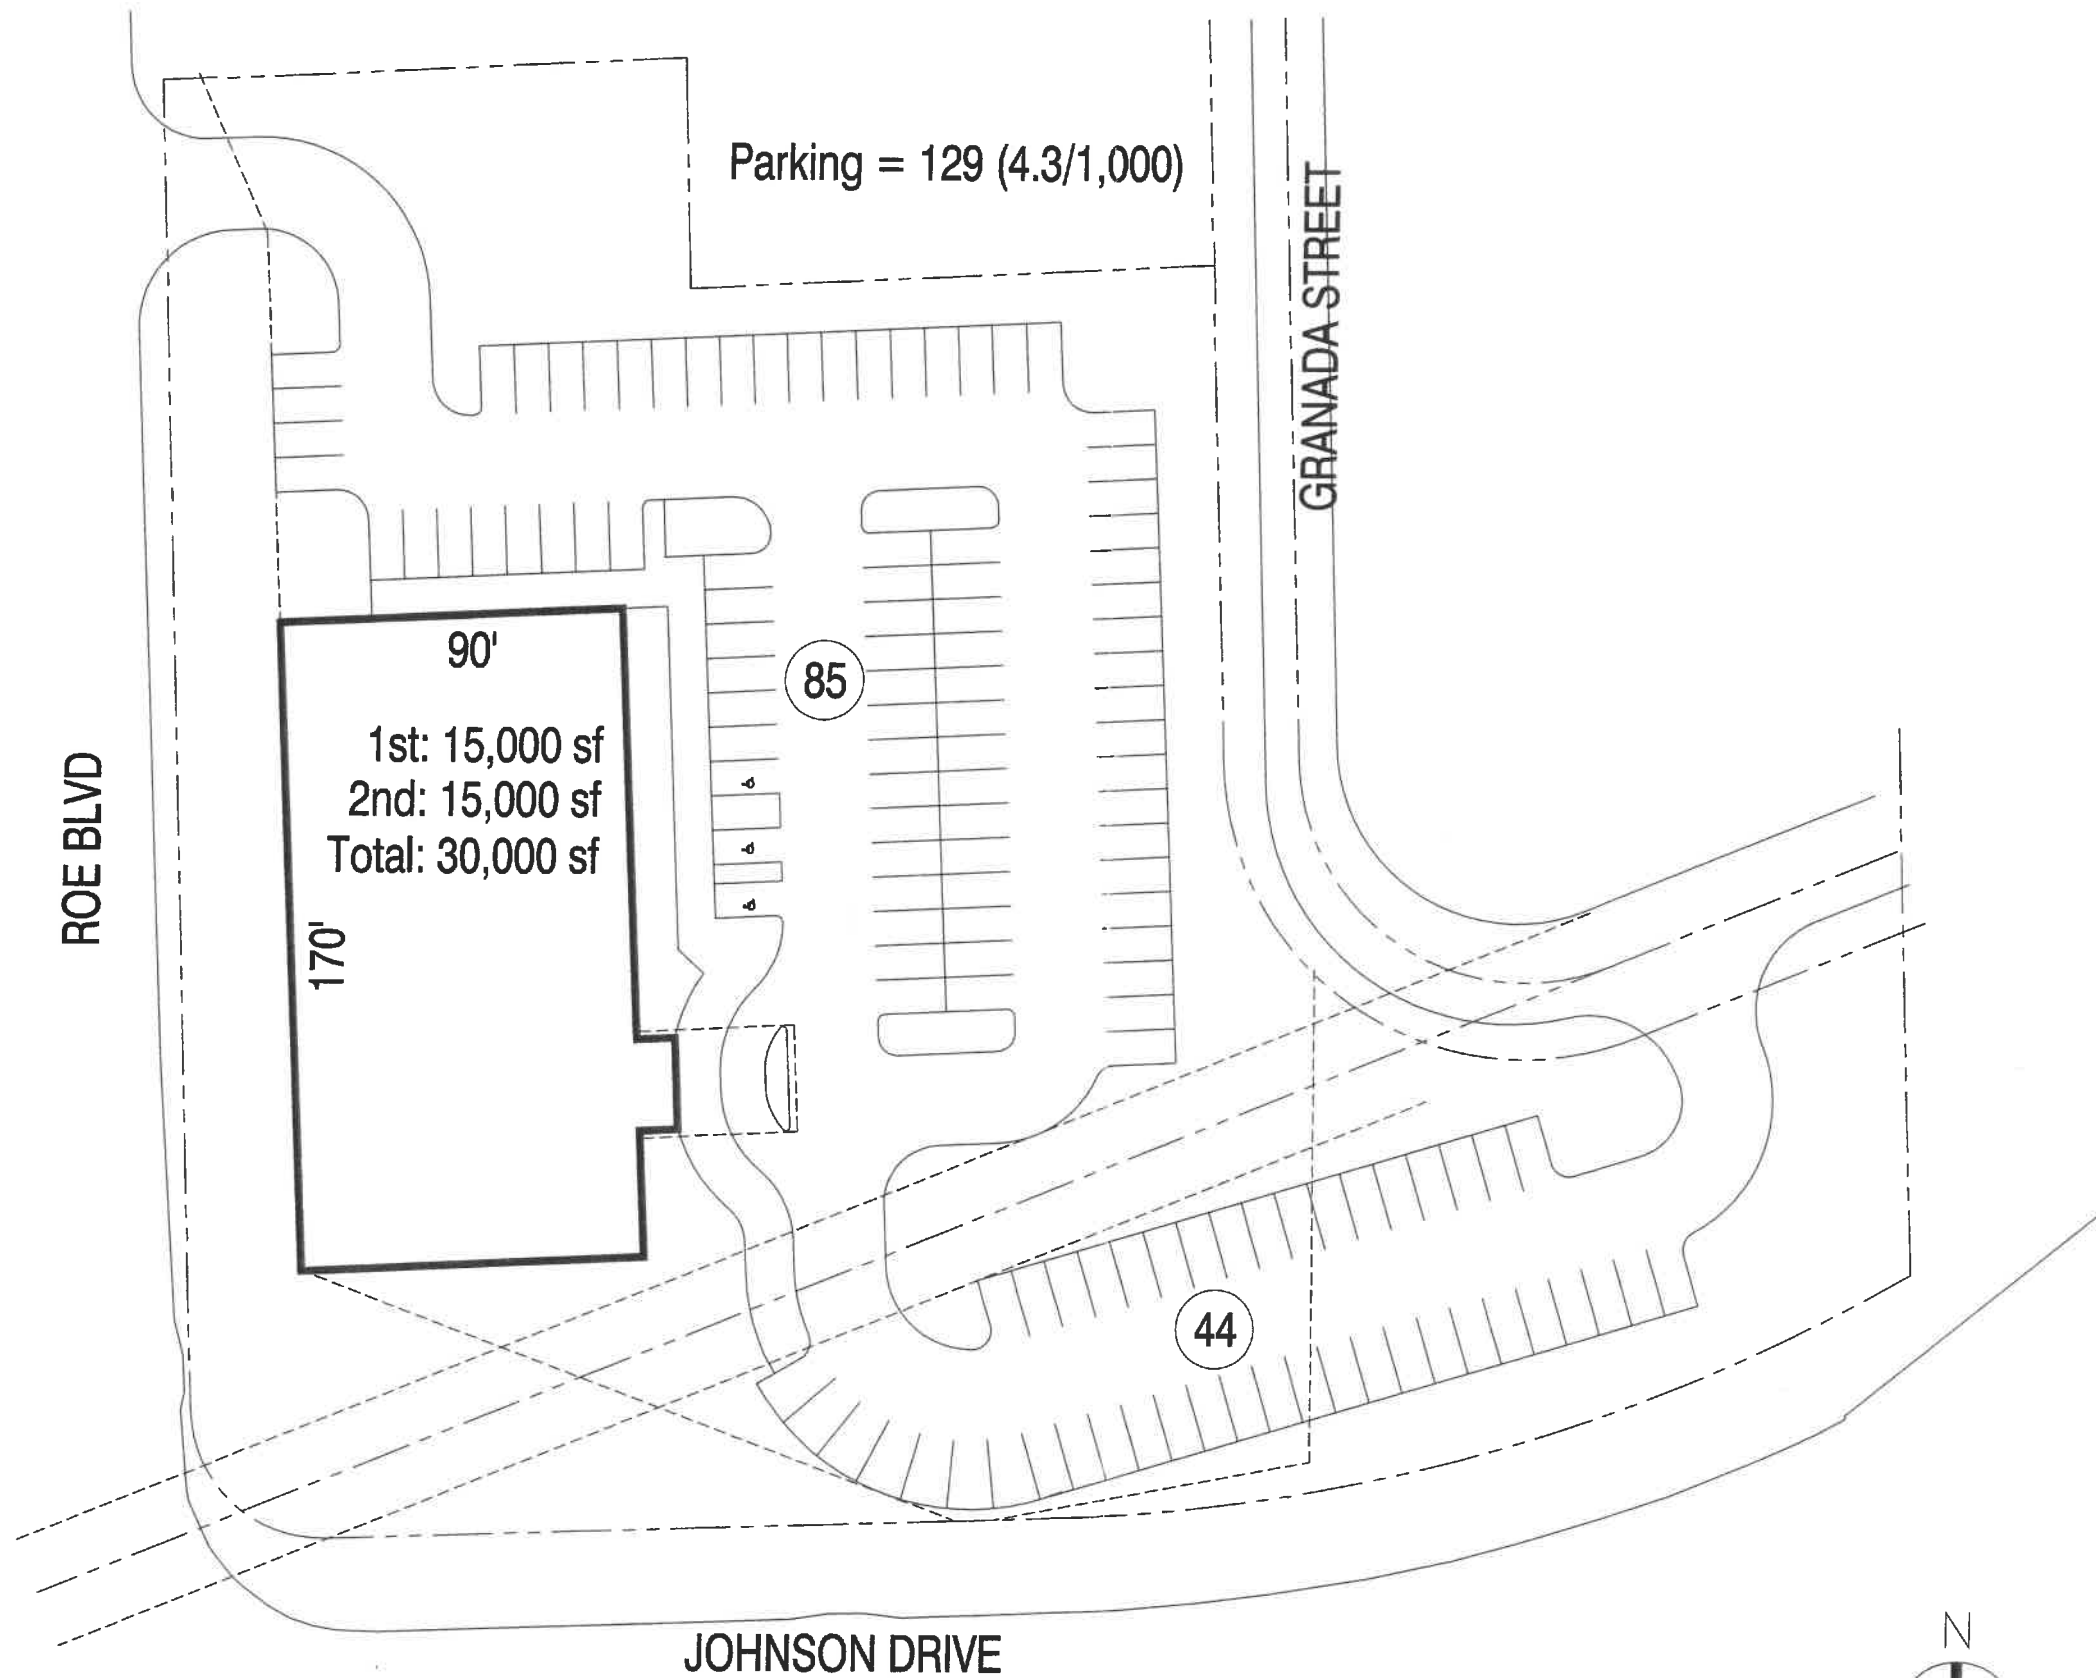 Parking = 129 (4.3/1,000)
GRANADA STREET
90'
85
1st: 15,000 sf
2nd: 15,000 sf
Total: 30,000 sf
ROE BLVD
170'
44
JOHNSON DRIVE
N